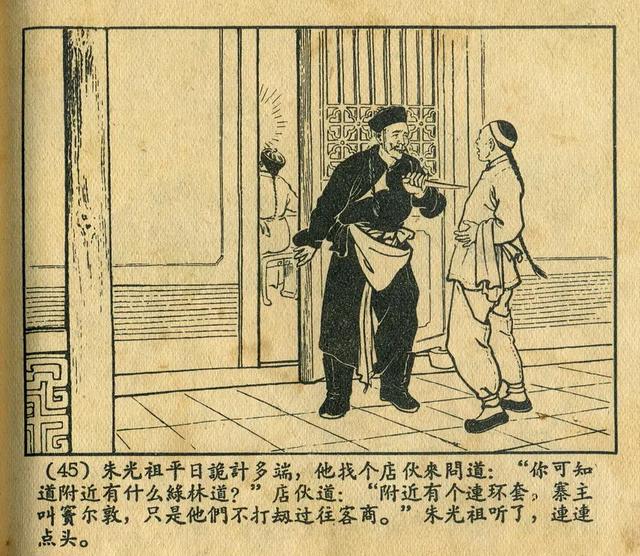 (45) 朱光祖平日詭計多端，他找个店伙來問道：“你可知
道附近有什么綠林道？”店伙道：“附近有个連环套，寨主
叫竇尔敦，只是他們不打刼过往客商。”朱光祖听了，連連
点头。